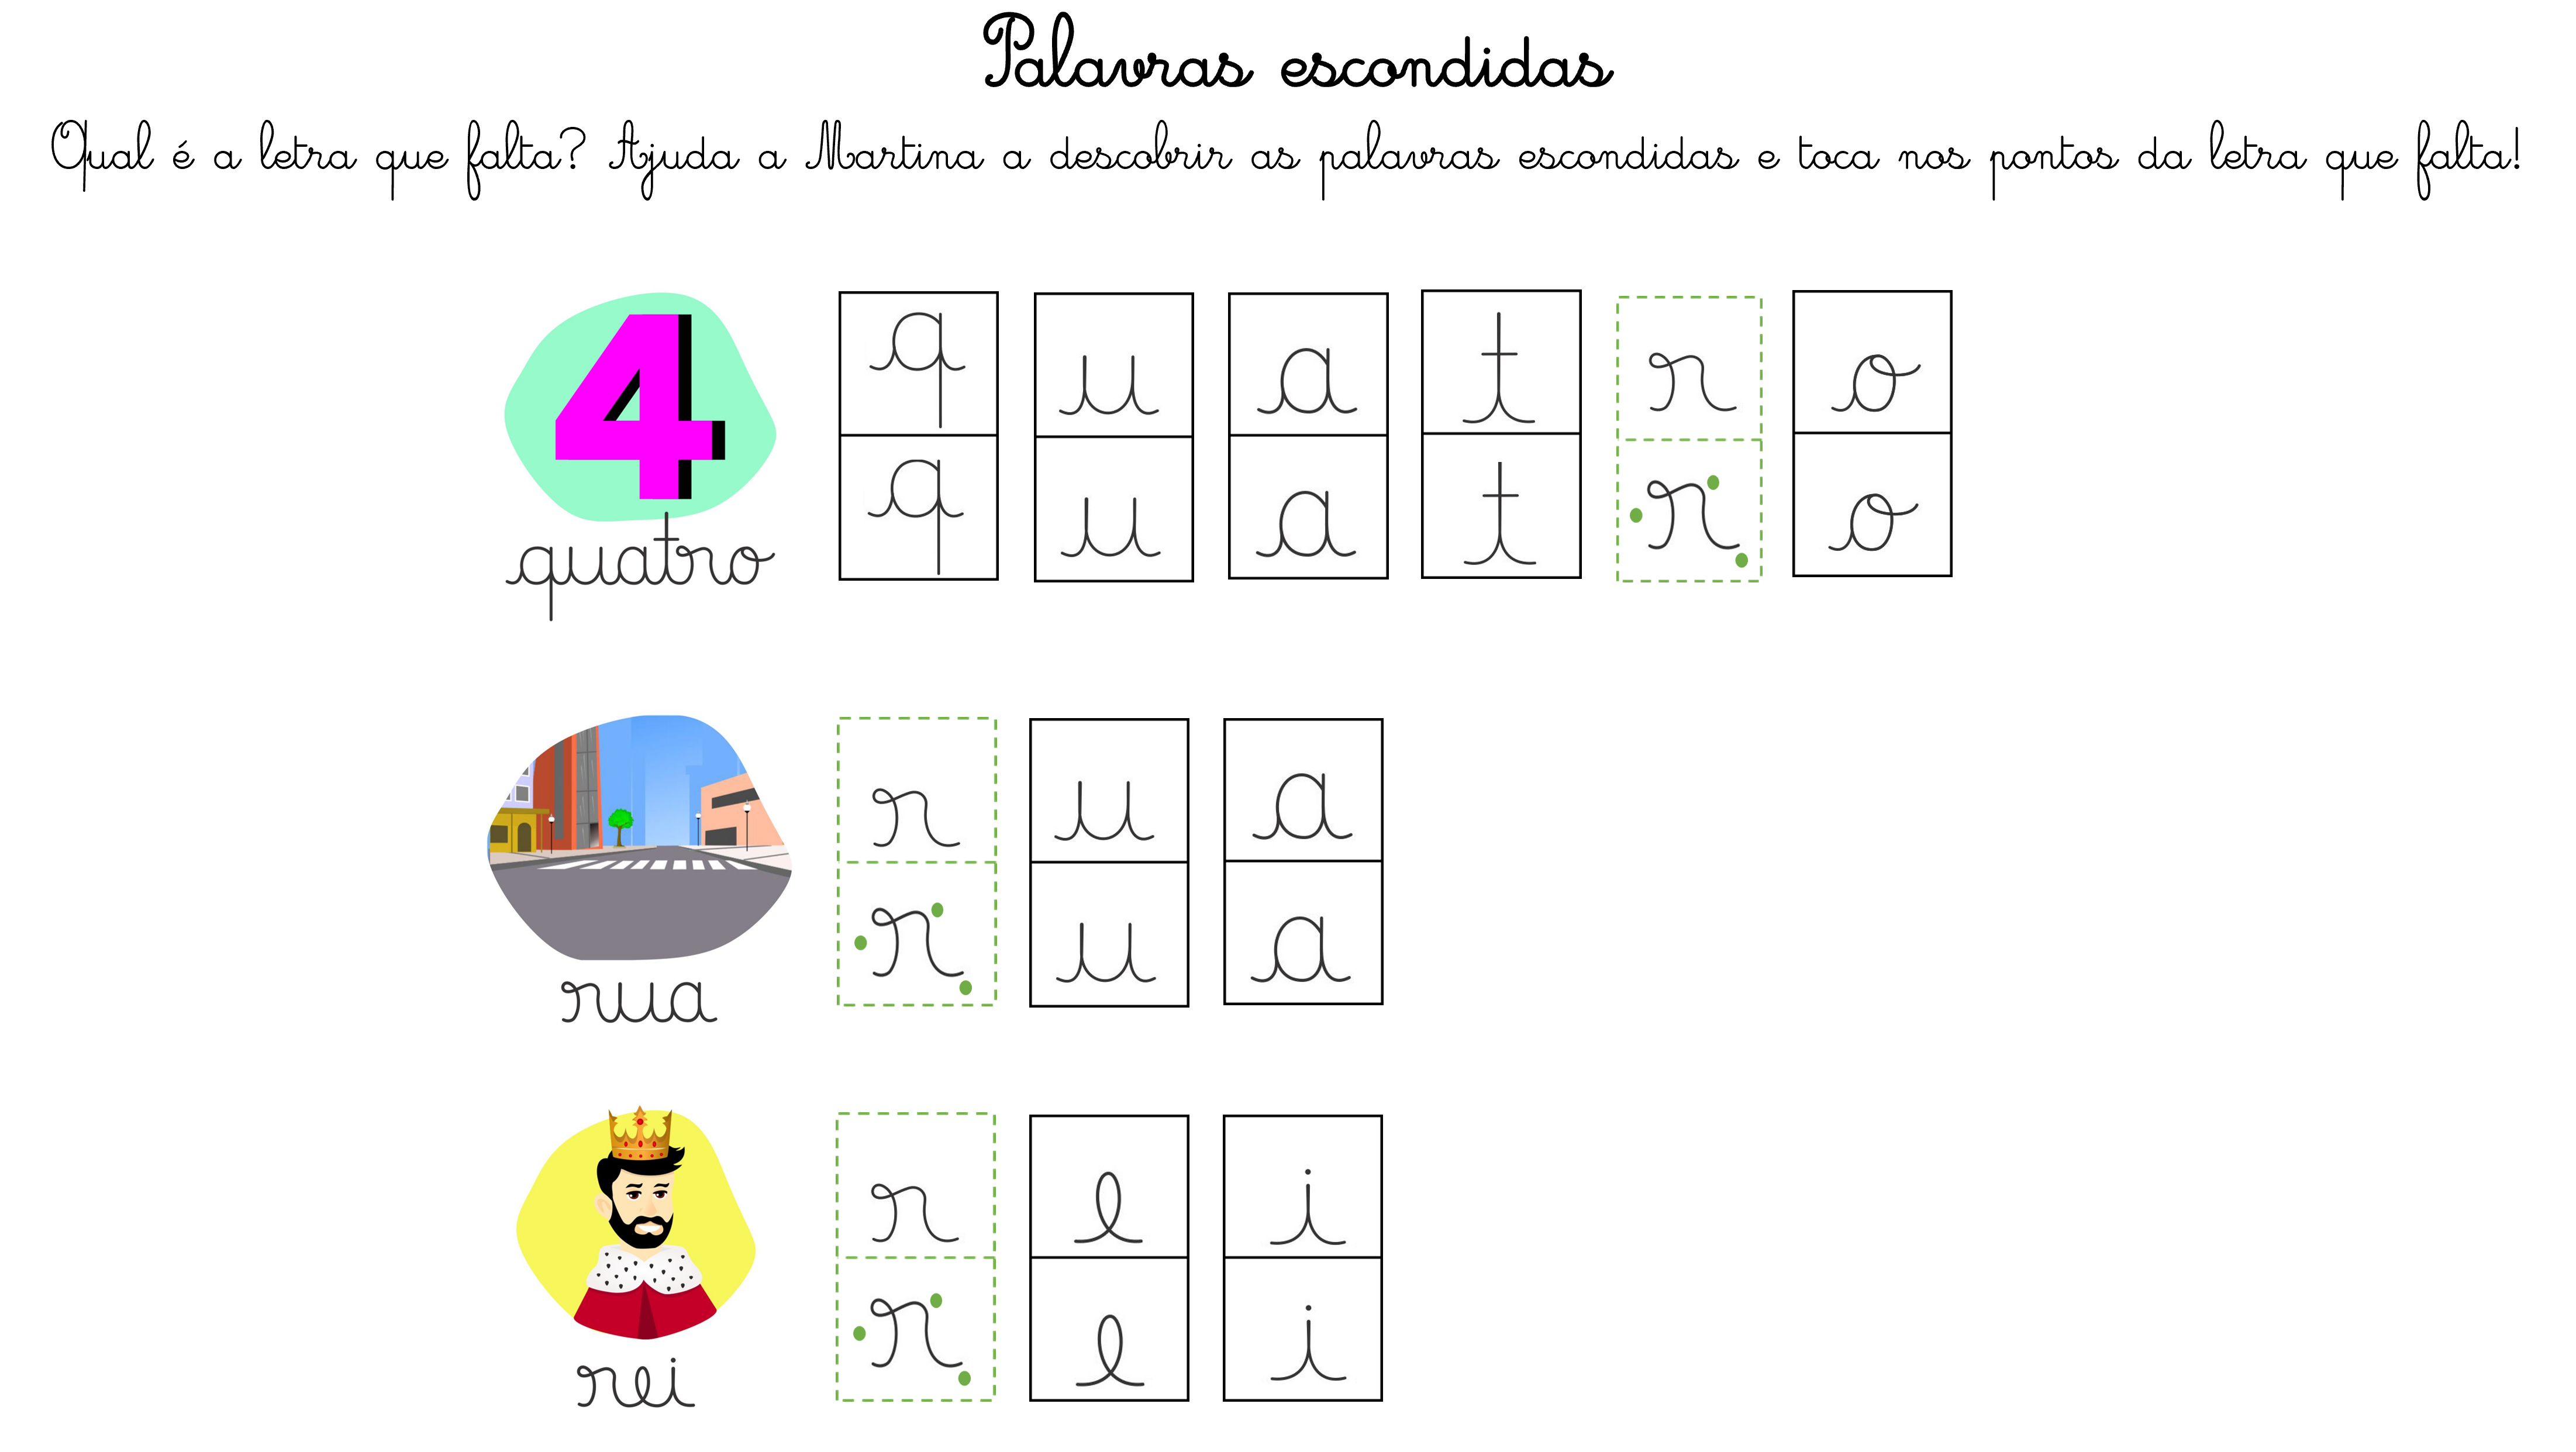 Palavras escondidas
Qual é a letra que falta? Ajuda a Martina a descobrir as palavras escondidas e toca nos pontos da letra que falta!
4
q u a t r o
q u a t r o
quatro
r u a
r u a
rua
r e i
r e i
rei